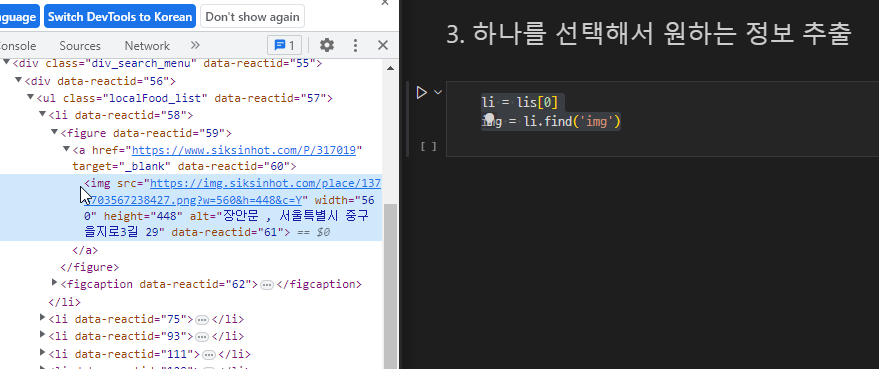 nguage
Switch DevTools to Korean
Don't show again
Console Sources Network » 1
<div class="div_search_menu" data-reactid="55">
<div data-reactid="56">
<ul class="localFood_list" data-reactid="57">
<li data-reactid="58">
<figure data-reactid="59">
<a href="https://www.siksinhot.com/P/317019"
target="_blank" data-reactid="60">
<img src="https://img.siksinhot.com/place/137
703567238427.png?w=560&h=448&c=Y" width="56
0" height="448" alt="장안문 , 서울특별시 중구
을지로3길 29" data-reactid="61"> == $0
</a>
</figure>
<figcaption data-reactid="62">…</figcaption>
</li>
<li data-reactid="75">…</li>
<li data-reactid="93">…</li>
<li data-reactid="111">…</li>
3. 하나를 선택해서 원하는 정보 추출
li = lis[0]
img = li.find('img')
[ ]